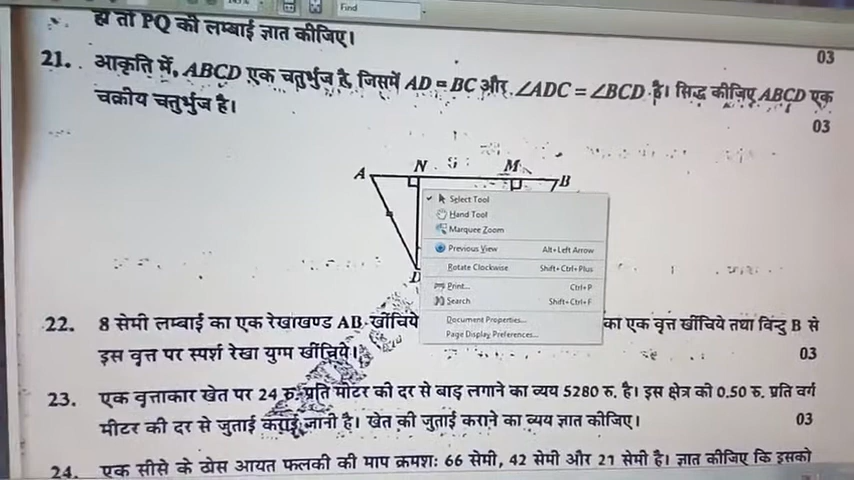 Find
हो तो PQ की लम्बाई ज्ञात कीजिए।
03
21. आकृति में, ABCD एक चतुर्भुज है, जिसमें AD = BC और ∠ADC = ∠BCD है। सिद्ध कीजिए ABCD एक
चक्रीय चतुर्भुज है।
03
A N M B
D
Select Tool
Hand Tool
Marquee Zoom
Previous View Alt+Left Arrow
Rotate Clockwise Shift+Ctrl+Plus
Print... Ctrl+P
Search Shift+Ctrl+F
Document Properties...
Page Display Preferences...
22. 8 सेमी लम्बाई का एक रेखाखण्ड AB खींचिये का एक वृत्त खींचिये तथा विन्दु B से
इस वृत्त पर स्पर्श रेखा युग्म खींचिये।
03
23. एक वृत्ताकार खेत पर 24 रु. प्रति मीटर की दर से बाड़ लगाने का व्यय 5280 रु. है। इस क्षेत्र को 0.50 रु. प्रति वर्ग
मीटर की दर से जुताई कराई जानी है। खेत की जुताई कराने का व्यय ज्ञात कीजिए।
03
24. एक सीसे के ठोस आयत फलकी की माप क्रमशः 66 सेमी, 42 सेमी और 21 सेमी है। ज्ञात कीजिए कि इसको